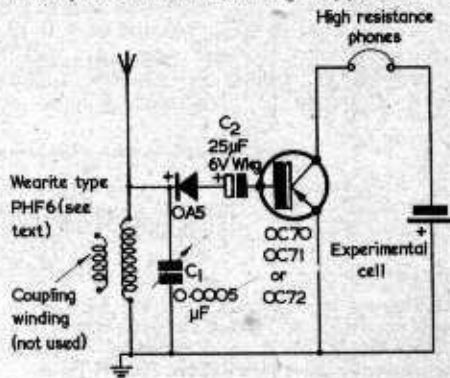 High resistance
phones
C2
25μF
6V Wkg
Wearite type
PHF6 (see
text)
OA5
C1
0·0005
μF
Coupling
winding
(not used)
OC70
OC71
or
OC72
Experimental
cell
+
+
+